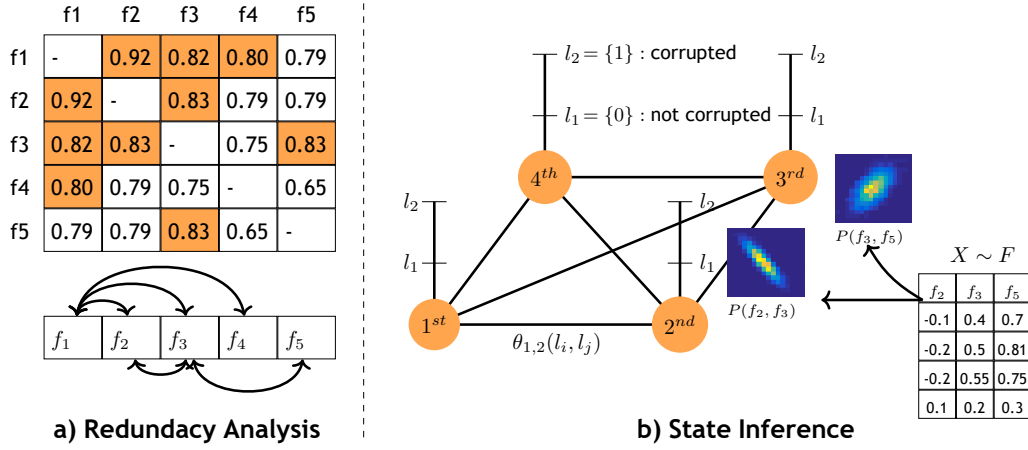 f1 f2 f3 f4 f5
f1 - 0.92 0.82 0.80 0.79
f2 0.92 - 0.83 0.79 0.79
f3 0.82 0.83 - 0.75 0.83
f4 0.80 0.79 0.75 - 0.65
f5 0.79 0.79 0.83 0.65 -
f₁ f₂ f₃ f₄ f₅
a) Redundacy Analysis
l₂ = {1} : corrupted
l₁ = {0} : not corrupted
l₂
l₁
4ᵗʰ
3ʳᵈ
l₂
l₁
l₂
l₁
1ˢᵗ
2ⁿᵈ
θ₁,₂(lᵢ, lⱼ)
P(f₃, f₅)
P(f₂, f₃)
X ∼ F
f₂ f₃ f₅
-0.1 0.4 0.7
-0.2 0.5 0.81
-0.2 0.55 0.75
0.1 0.2 0.3
b) State Inference